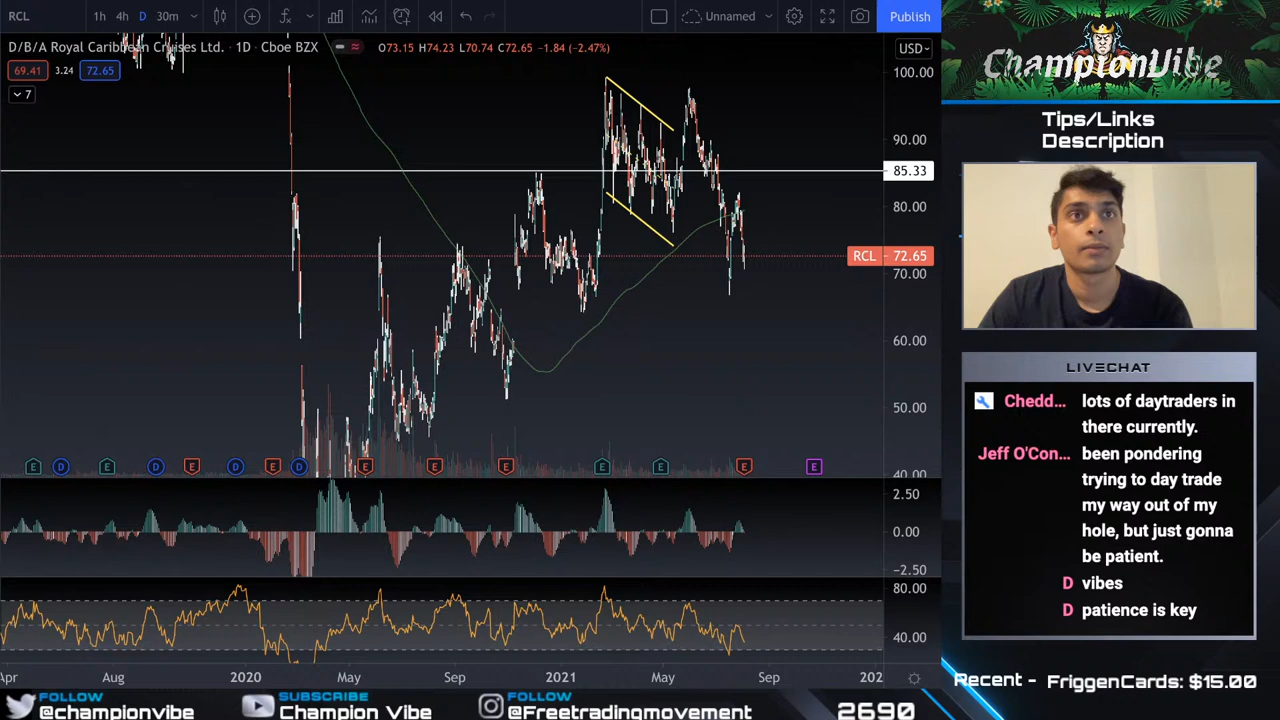 RCL
1h
4h
D
30m
Unnamed
Publish
D/B/A Royal Caribbean Cruises Ltd. · 1D · Cboe BZX
O73.15 H74.23 L70.74 C72.65 −1.84 (−2.47%)
USD
69.41
3.24
72.65
7
100.00
90.00
85.33
80.00
RCL 72.65
70.00
60.00
50.00
40.00
E
D
E
D
E
D
E
D
E
E
E
E
E
E
E
2.50
0.00
−2.50
80.00
40.00
Apr
Aug
2020
May
Sep
2021
May
Sep
202
ChampionVibe
Tips/Links
Description
LIVECHAT
Chedd... lots of daytraders in
there currently.
Jeff O'Con... been pondering
trying to day trade
my way out of my
hole, but just gonna
be patient.
D vibes
D patience is key
Recent - FriggenCards: $15.00
FOLLOW
@championvibe
SUBSCRIBE
Champion Vibe
FOLLOW
@Freetradingmovement
2690